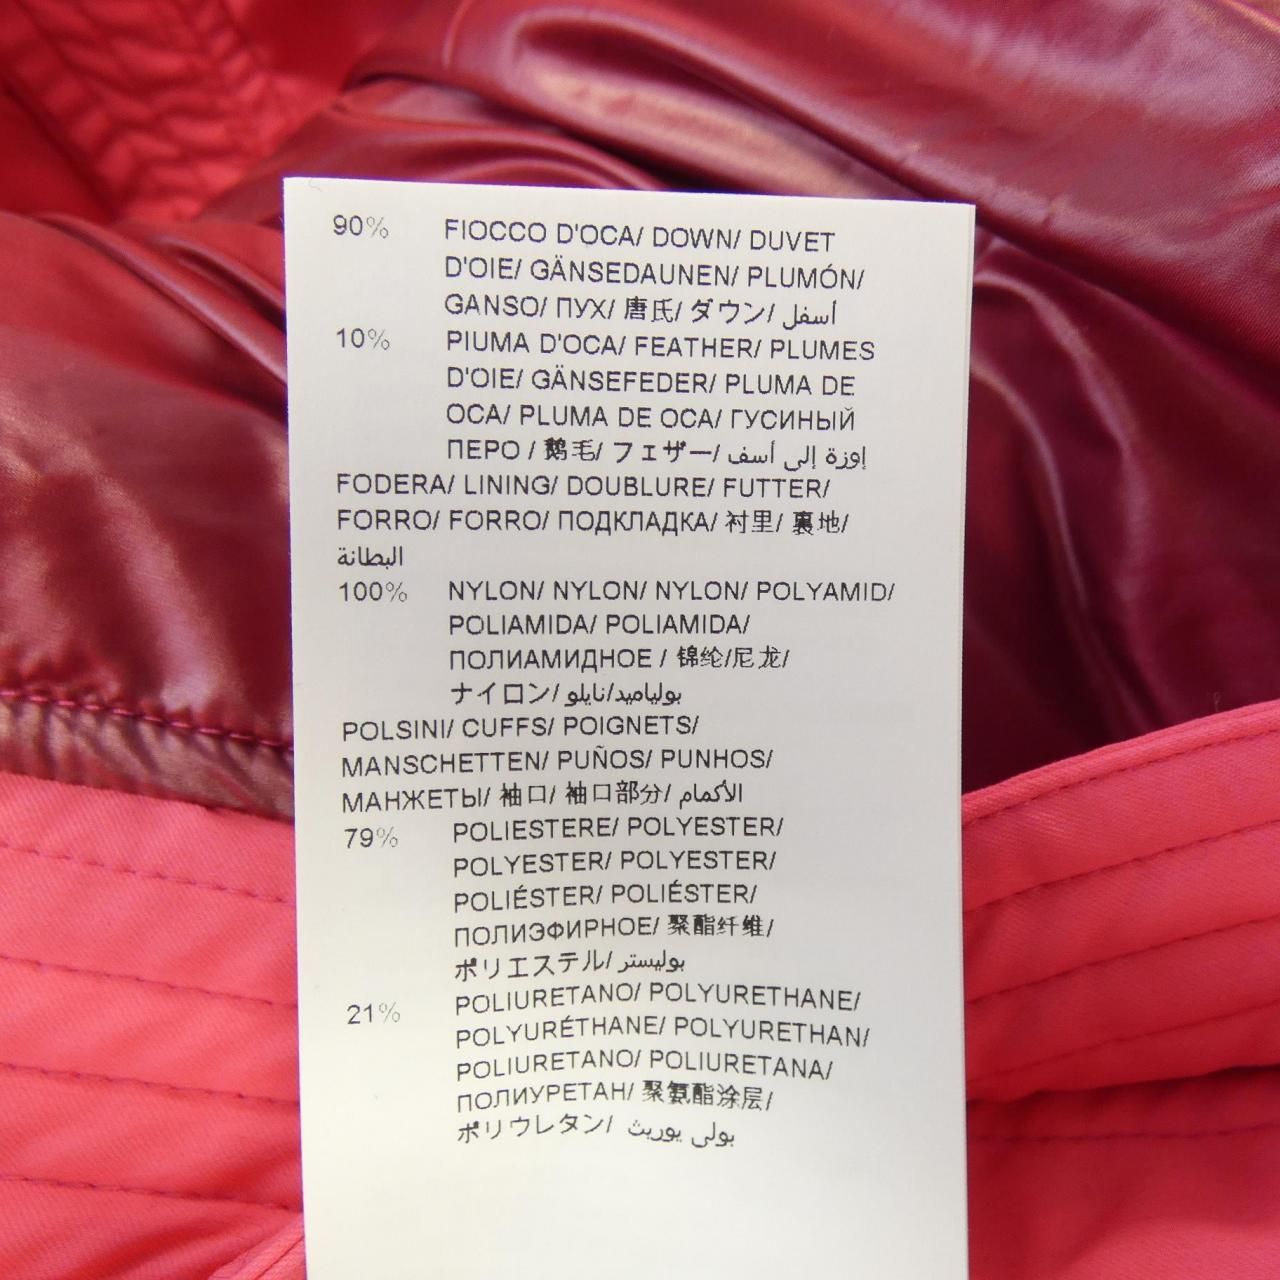 90% FIOCCO D'OCA/ DOWN/ DUVET
D'OIE/ GÄNSEDAUNEN/ PLUMÓN/
GANSO/ ПУХ/ 唐氏/ ダウン/ أسفل
10% PIUMA D'OCA/ FEATHER/ PLUMES
D'OIE/ GÄNSEFEDER/ PLUMA DE
OCA/ PLUMA DE OCA/ ГУСИНЫЙ
ПЕРО / 鹅毛/ フェザー/ إوزة إلى أسف
FODERA/ LINING/ DOUBLURE/ FUTTER/
FORRO/ FORRO/ ПОДКЛАДКА/ 衬里/ 裏地/
البطانة
100% NYLON/ NYLON/ NYLON/ POLYAMID/
POLIAMIDA/ POLIAMIDA/
ПОЛИАМИДНОЕ / 锦纶/尼龙/
ナイロン/ بولياميد/نايلو
POLSINI/ CUFFS/ POIGNETS/
MANSCHETTEN/ PUÑOS/ PUNHOS/
МАНЖЕТЫ/ 袖口/ 袖口部分/ الأكمام
79% POLIESTERE/ POLYESTER/
POLYESTER/ POLYESTER/
POLIÉSTER/ POLIÉSTER/
ПОЛИЭФИРНОЕ/ 聚酯纤维/
ポリエステル/ بوليستر
21% POLIURETANO/ POLYURETHANE/
POLYURÉTHANE/ POLYURETHAN/
POLIURETANO/ POLIURETANA/
ПОЛИУРЕТАН/ 聚氨酯涂层/
ポリウレタン/ بولي يوريث